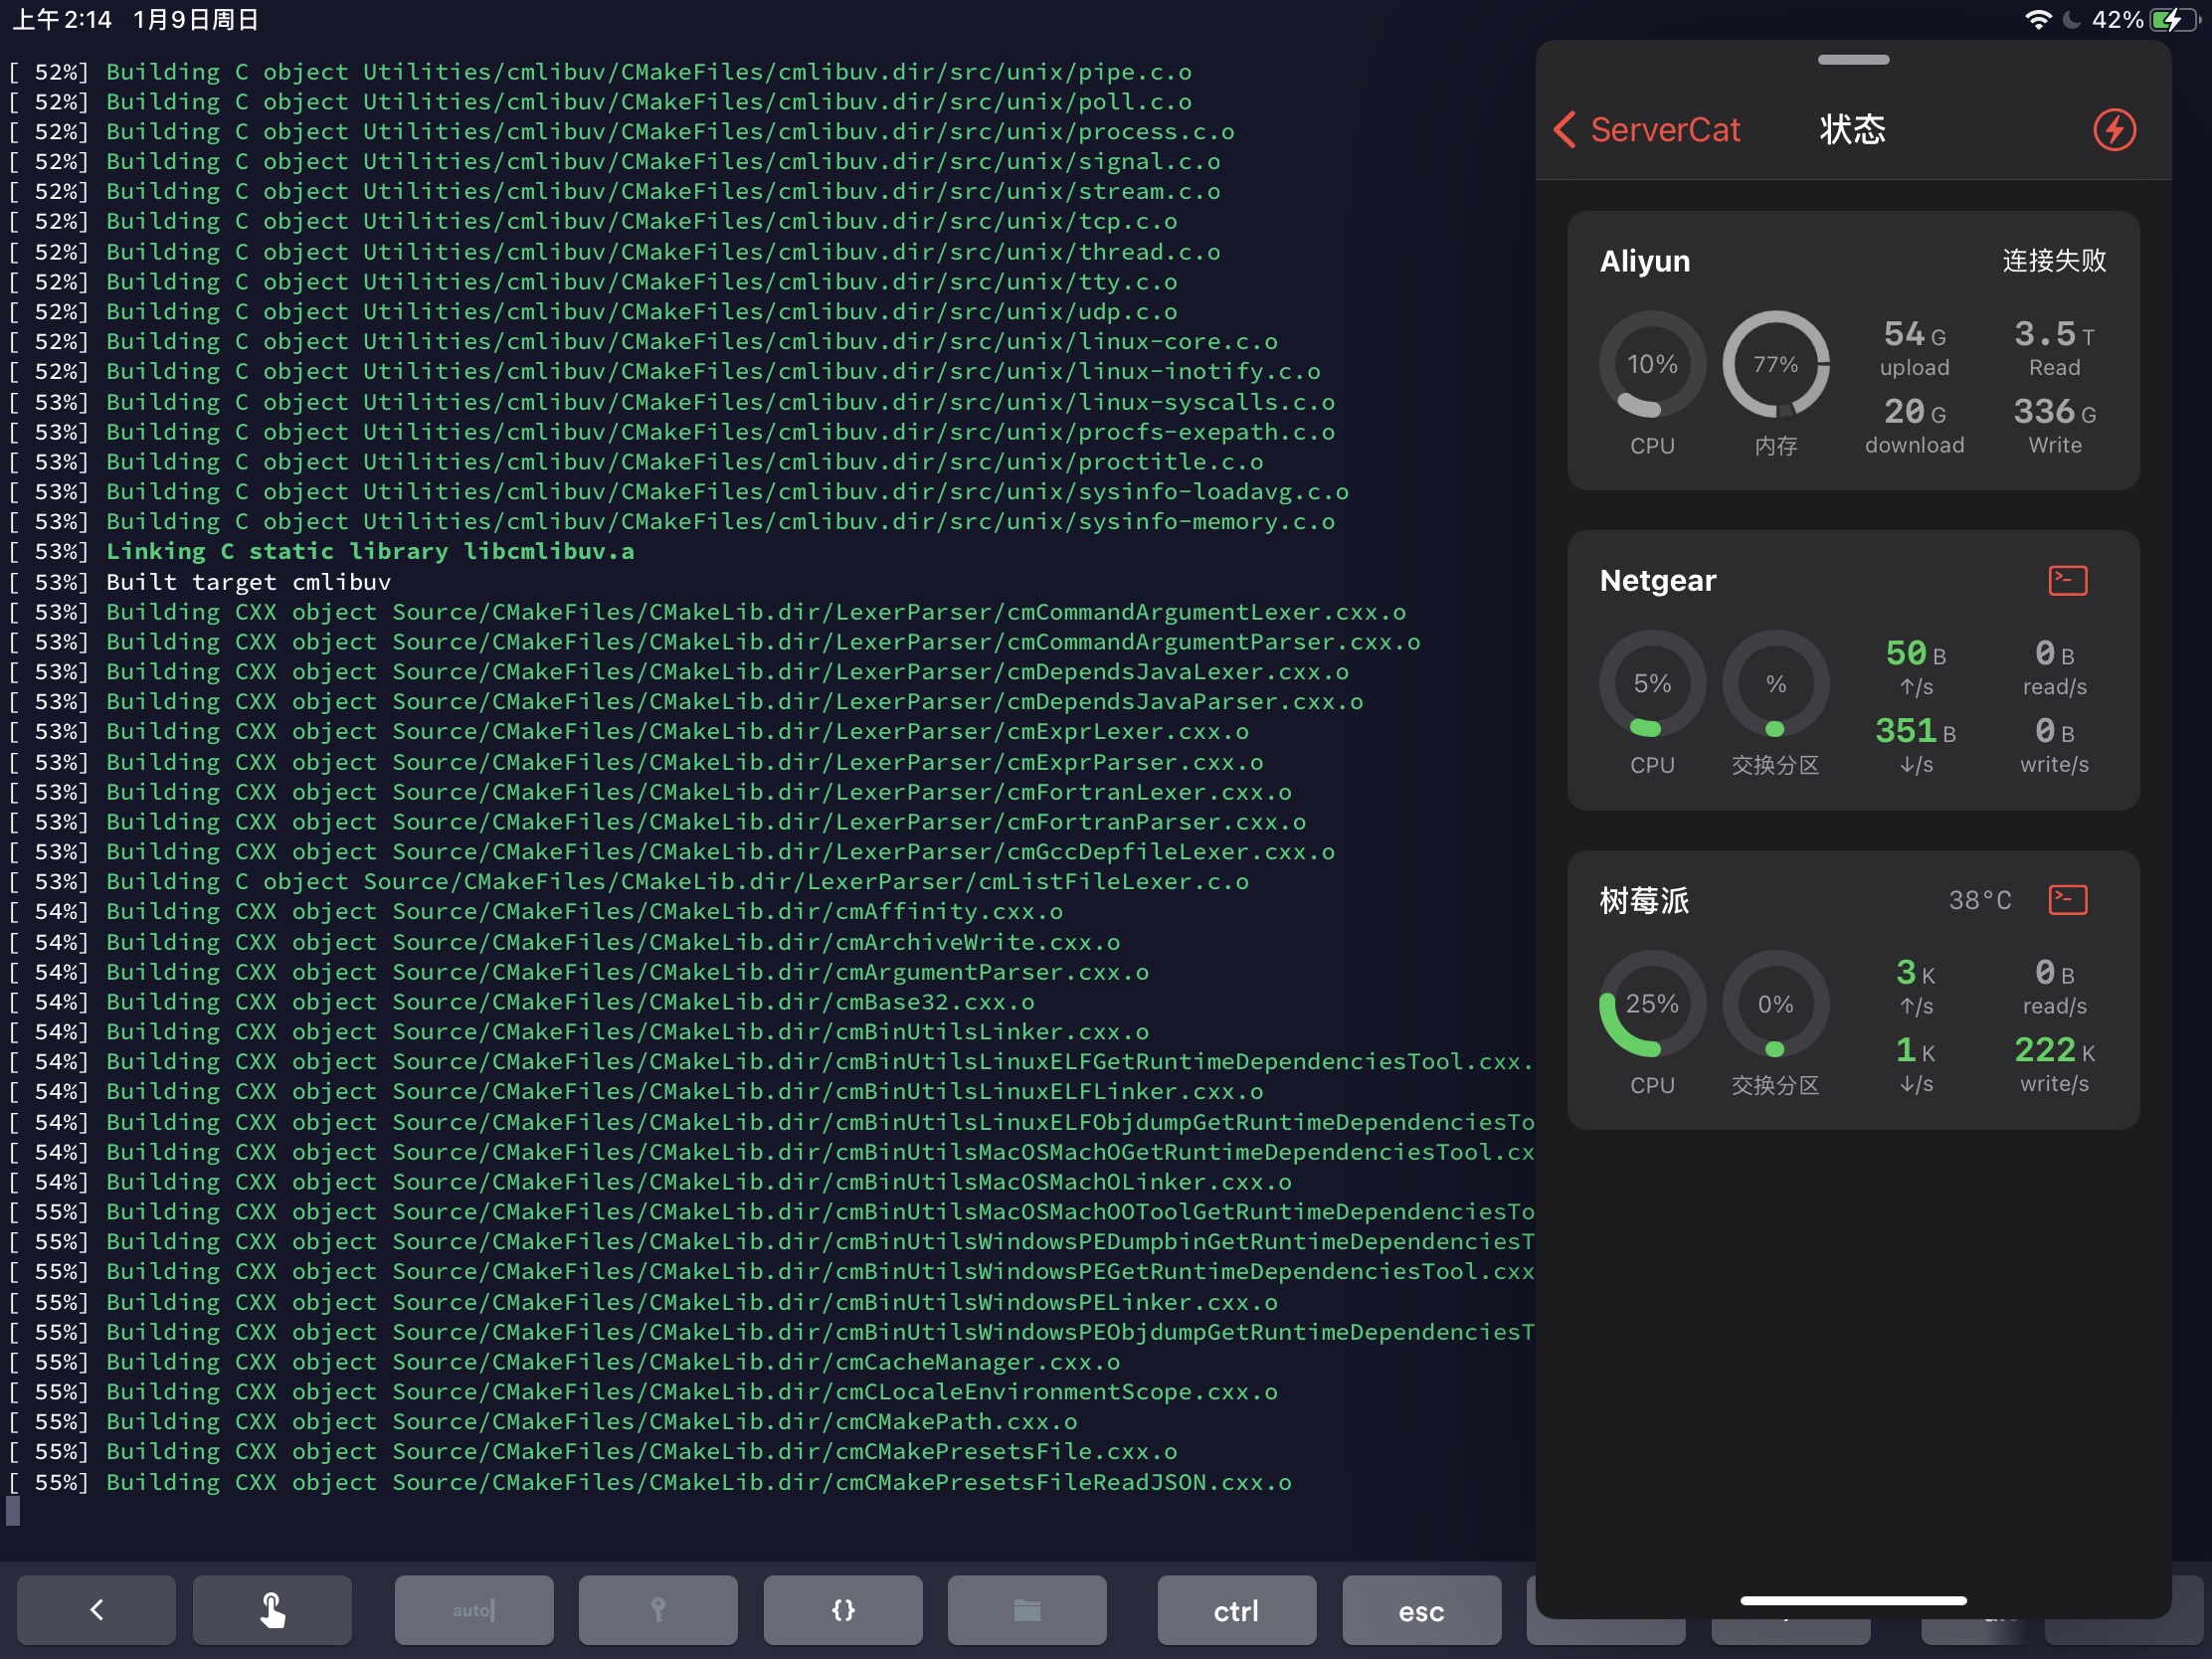 上午2:14 1月9日周日
42%
[ 52%] Building C object Utilities/cmlibuv/CMakeFiles/cmlibuv.dir/src/unix/pipe.c.o
[ 52%] Building C object Utilities/cmlibuv/CMakeFiles/cmlibuv.dir/src/unix/poll.c.o
[ 52%] Building C object Utilities/cmlibuv/CMakeFiles/cmlibuv.dir/src/unix/process.c.o
[ 52%] Building C object Utilities/cmlibuv/CMakeFiles/cmlibuv.dir/src/unix/signal.c.o
[ 52%] Building C object Utilities/cmlibuv/CMakeFiles/cmlibuv.dir/src/unix/stream.c.o
[ 52%] Building C object Utilities/cmlibuv/CMakeFiles/cmlibuv.dir/src/unix/tcp.c.o
[ 52%] Building C object Utilities/cmlibuv/CMakeFiles/cmlibuv.dir/src/unix/thread.c.o
[ 52%] Building C object Utilities/cmlibuv/CMakeFiles/cmlibuv.dir/src/unix/tty.c.o
[ 52%] Building C object Utilities/cmlibuv/CMakeFiles/cmlibuv.dir/src/unix/udp.c.o
[ 52%] Building C object Utilities/cmlibuv/CMakeFiles/cmlibuv.dir/src/unix/linux-core.c.o
[ 52%] Building C object Utilities/cmlibuv/CMakeFiles/cmlibuv.dir/src/unix/linux-inotify.c.o
[ 53%] Building C object Utilities/cmlibuv/CMakeFiles/cmlibuv.dir/src/unix/linux-syscalls.c.o
[ 53%] Building C object Utilities/cmlibuv/CMakeFiles/cmlibuv.dir/src/unix/procfs-exepath.c.o
[ 53%] Building C object Utilities/cmlibuv/CMakeFiles/cmlibuv.dir/src/unix/proctitle.c.o
[ 53%] Building C object Utilities/cmlibuv/CMakeFiles/cmlibuv.dir/src/unix/sysinfo-loadavg.c.o
[ 53%] Building C object Utilities/cmlibuv/CMakeFiles/cmlibuv.dir/src/unix/sysinfo-memory.c.o
[ 53%] Linking C static library libcmlibuv.a
[ 53%] Built target cmlibuv
[ 53%] Building CXX object Source/CMakeFiles/CMakeLib.dir/LexerParser/cmCommandArgumentLexer.cxx.o
[ 53%] Building CXX object Source/CMakeFiles/CMakeLib.dir/LexerParser/cmCommandArgumentParser.cxx.o
[ 53%] Building CXX object Source/CMakeFiles/CMakeLib.dir/LexerParser/cmDependsJavaLexer.cxx.o
[ 53%] Building CXX object Source/CMakeFiles/CMakeLib.dir/LexerParser/cmDependsJavaParser.cxx.o
[ 53%] Building CXX object Source/CMakeFiles/CMakeLib.dir/LexerParser/cmExprLexer.cxx.o
[ 53%] Building CXX object Source/CMakeFiles/CMakeLib.dir/LexerParser/cmExprParser.cxx.o
[ 53%] Building CXX object Source/CMakeFiles/CMakeLib.dir/LexerParser/cmFortranLexer.cxx.o
[ 53%] Building CXX object Source/CMakeFiles/CMakeLib.dir/LexerParser/cmFortranParser.cxx.o
[ 53%] Building CXX object Source/CMakeFiles/CMakeLib.dir/LexerParser/cmGccDepfileLexer.cxx.o
[ 53%] Building C object Source/CMakeFiles/CMakeLib.dir/LexerParser/cmListFileLexer.c.o
[ 54%] Building CXX object Source/CMakeFiles/CMakeLib.dir/cmAffinity.cxx.o
[ 54%] Building CXX object Source/CMakeFiles/CMakeLib.dir/cmArchiveWrite.cxx.o
[ 54%] Building CXX object Source/CMakeFiles/CMakeLib.dir/cmArgumentParser.cxx.o
[ 54%] Building CXX object Source/CMakeFiles/CMakeLib.dir/cmBase32.cxx.o
[ 54%] Building CXX object Source/CMakeFiles/CMakeLib.dir/cmBinUtilsLinker.cxx.o
[ 54%] Building CXX object Source/CMakeFiles/CMakeLib.dir/cmBinUtilsLinuxELFGetRuntimeDependenciesTool.cxx.
[ 54%] Building CXX object Source/CMakeFiles/CMakeLib.dir/cmBinUtilsLinuxELFLinker.cxx.o
[ 54%] Building CXX object Source/CMakeFiles/CMakeLib.dir/cmBinUtilsLinuxELFObjdumpGetRuntimeDependenciesTo
[ 54%] Building CXX object Source/CMakeFiles/CMakeLib.dir/cmBinUtilsMacOSMachOGetRuntimeDependenciesTool.cx
[ 54%] Building CXX object Source/CMakeFiles/CMakeLib.dir/cmBinUtilsMacOSMachOLinker.cxx.o
[ 55%] Building CXX object Source/CMakeFiles/CMakeLib.dir/cmBinUtilsMacOSMachOOToolGetRuntimeDependenciesTo
[ 55%] Building CXX object Source/CMakeFiles/CMakeLib.dir/cmBinUtilsWindowsPEDumpbinGetRuntimeDependenciesT
[ 55%] Building CXX object Source/CMakeFiles/CMakeLib.dir/cmBinUtilsWindowsPEGetRuntimeDependenciesTool.cxx
[ 55%] Building CXX object Source/CMakeFiles/CMakeLib.dir/cmBinUtilsWindowsPELinker.cxx.o
[ 55%] Building CXX object Source/CMakeFiles/CMakeLib.dir/cmBinUtilsWindowsPEObjdumpGetRuntimeDependenciesT
[ 55%] Building CXX object Source/CMakeFiles/CMakeLib.dir/cmCacheManager.cxx.o
[ 55%] Building CXX object Source/CMakeFiles/CMakeLib.dir/cmCLocaleEnvironmentScope.cxx.o
[ 55%] Building CXX object Source/CMakeFiles/CMakeLib.dir/cmCMakePath.cxx.o
[ 55%] Building CXX object Source/CMakeFiles/CMakeLib.dir/cmCMakePresetsFile.cxx.o
[ 55%] Building CXX object Source/CMakeFiles/CMakeLib.dir/cmCMakePresetsFileReadJSON.cxx.o
auto
{}
ctrl
esc
ServerCat
状态
Aliyun
连接失败
10%
CPU
77%
内存
54 G
upload
3.5 T
Read
20 G
download
336 G
Write
Netgear
5%
CPU
%
交换分区
50 B
↑/s
0 B
read/s
351 B
↓/s
0 B
write/s
树莓派
38°C
25%
CPU
0%
交换分区
3 K
↑/s
0 B
read/s
1 K
↓/s
222 K
write/s